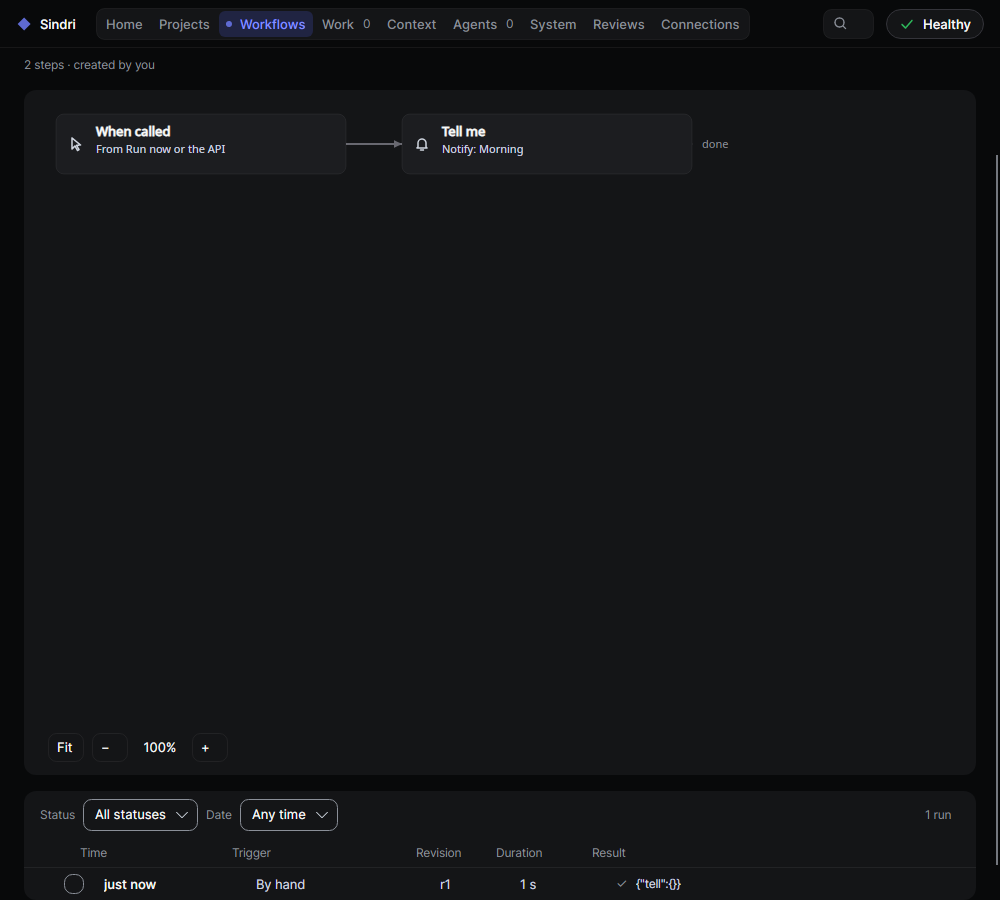 Sindri Home Projects Workflows Work 0 Context Agents 0 System Reviews Connections Healthy
2 steps · created by you
When called
From Run now or the API
Tell me
Notify: Morning
done
Fit − 100% +
Status All statuses Date Any time 1 run
Time Trigger Revision Duration Result
just now By hand r1 1 s {"tell":{}}